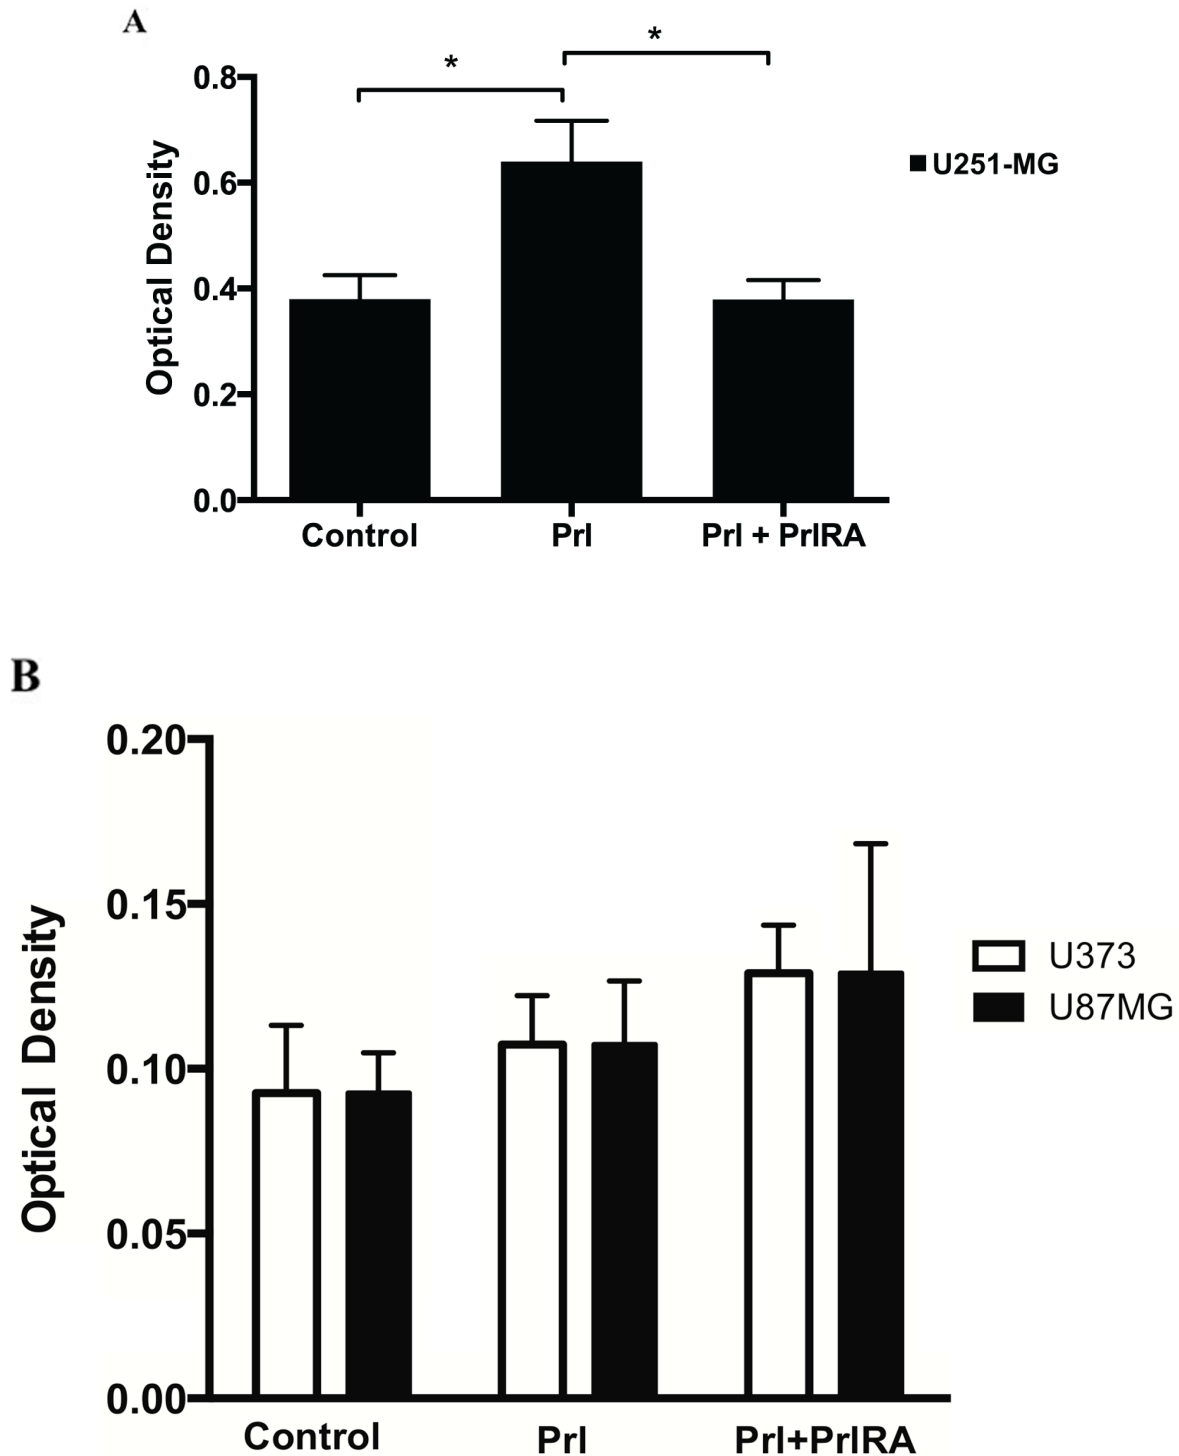 A
*
*
0.8
0.6
0.4
0.2
0.0
Optical Density
U251-MG
Control Prl Prl + PrlRA
B
0.20
0.15
0.10
0.05
0.00
Optical Density
U373
U87MG
Control Prl Prl+PrlRA